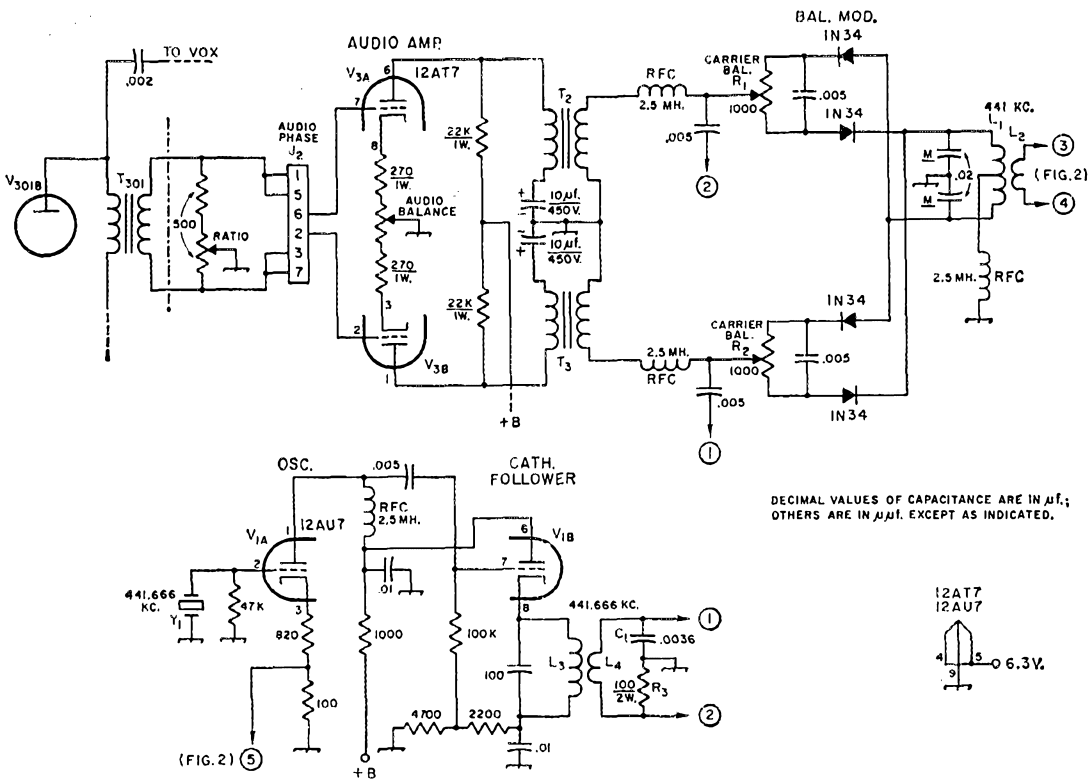 TO VOX
.002
V301B
T301
500
RATIO
AUDIO
PHASE
J2
1
5
6
2
3
7
AUDIO AMP.
V3A
12AT7
6
7
8
270
1W.
AUDIO
BALANCE
270
1W.
3
2
V3B
1
22K
1W.
22K
1W.
+B
T2
+
-
10 µf.
450V.
-
+
10 µf.
450V.
T3
RFC
2.5 MH.
.005
②
CARRIER
BAL.
R1
1000
BAL. MOD.
1N34
.005
1N34
441 KC.
L1
L2
③
(FIG.2)
④
M
.02
M
2.5 MH.
RFC
2.5 MH.
RFC
.005
①
CARRIER
BAL.
R2
1000
1N34
.005
1N34
OSC.
V1A
12AU7
1
2
3
441.666
KC.
Y1
47K
820
100
(FIG. 2) ⑤
.005
RFC
2.5 MH.
.01
1000
+B
100K
4700
2200
CATH.
FOLLOWER
V1B
6
7
8
100
.01
441.666 KC.
L3
L4
C1
.0036
100
2W.
R3
①
②
DECIMAL VALUES OF CAPACITANCE ARE IN µf.;
OTHERS ARE IN µµf. EXCEPT AS INDICATED.
12AT7
12AU7
4
5
9
6.3V.